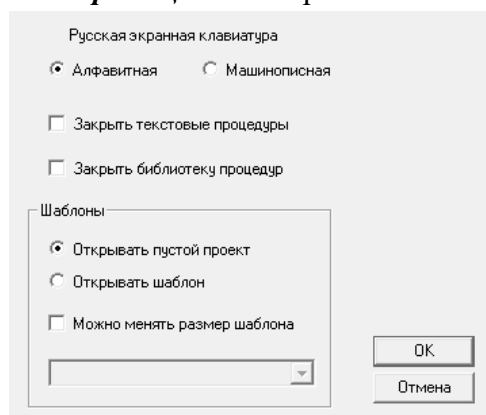 Русская экранная клавиатура
Алфавитная Машинописная
Закрыть текстовые процедуры
Закрыть библиотеку процедур
Шаблоны
Открывать пустой проект
Открывать шаблон
Можно менять размер шаблона
OK
Отмена